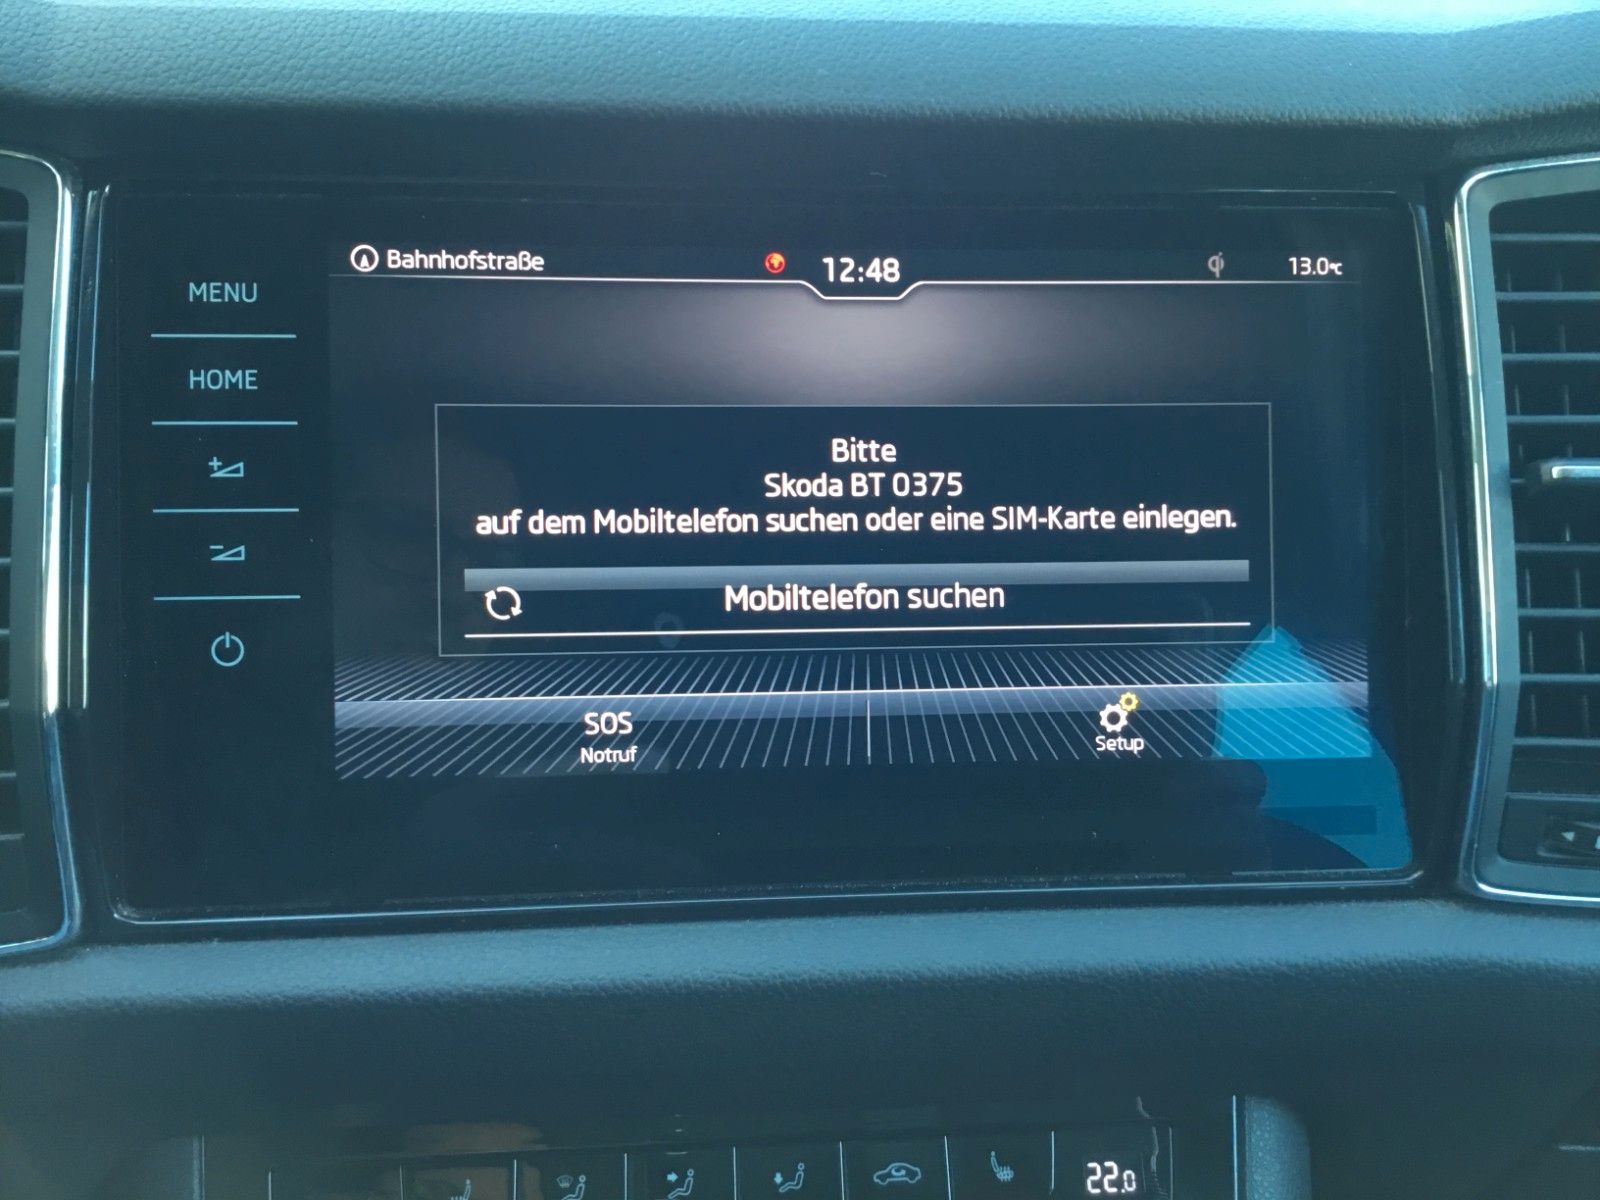 Bahnhofstraße
12:48
13.0°C
MENU
HOME
Bitte
Skoda BT 0375
auf dem Mobiltelefon suchen oder eine SIM-Karte einlegen.
Mobiltelefon suchen
SOS
Notruf
Setup
22.0